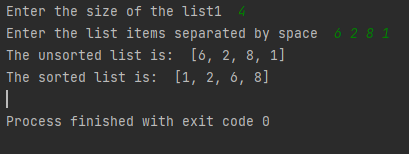 Enter the size of the list1  4
Enter the list items separated by space  6 2 8 1
The unsorted list is:  [6, 2, 8, 1]
The sorted list is:  [1, 2, 6, 8]
Process finished with exit code 0